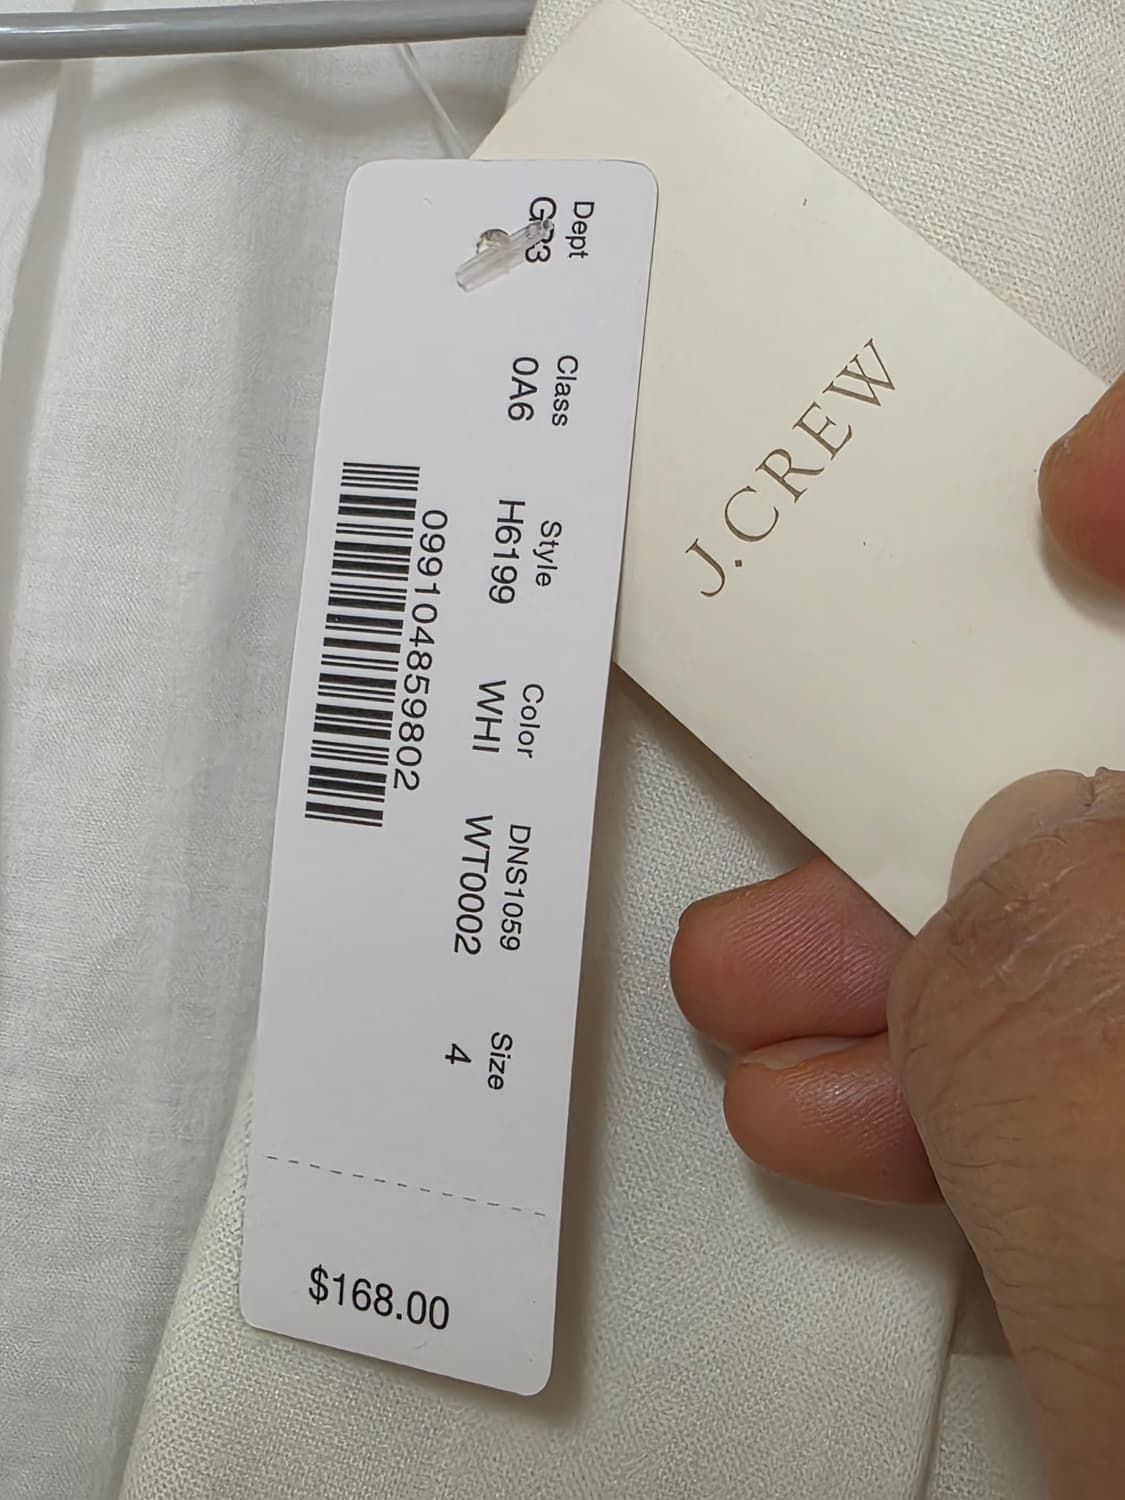 Dept Class Style Color DNS1059 Size
0A6 H6199 WHI WT0002 4
099104859802
$168.00
J.CREW